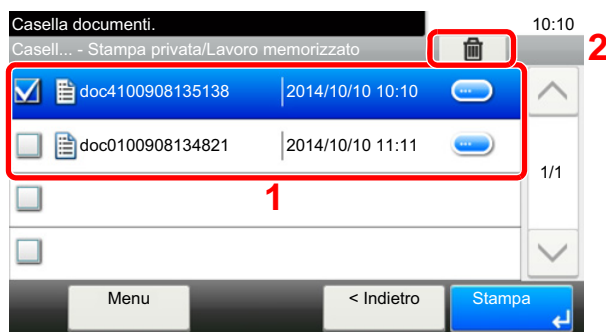 Casella documenti. 10:10
Casell... - Stampa privata/Lavoro memorizzato 2
doc4100908135138 2014/10/10 10:10 ...
doc0100908134821 2014/10/10 11:11 ...
1/1
1
Menu < Indietro Stampa